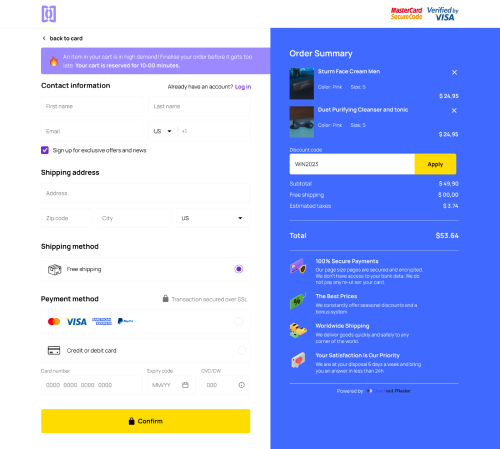 MasterCard
SecureCode
Verified by
VISA
back to card
An item in your cart is in high demand! Finalise your order before it gets too
late. Your cart is reserved for 10:00 minutes.
Contact information
Already have an account? Log in
First name
Last name
Email
US
+1
Sign up for exclusive offers and news
Shipping address
Address
Zip code
City
US
Shipping method
Free shipping
Payment method
Transaction secured over SSL
VISA
AMERICAN
EXPRESS
PayPal
Credit or debit card
Card number
Expiry code
CVC/CVV
0000 0000 0000 0000
MM/YY
000
Confirm
Order Summary
Sturm Face Cream Men
Color: Pink
Size: S
$ 24,95
Duet Purifying Cleanser and tonic
Color: Pink
Size: S
$ 24,95
Discount code
WIN2023
Apply
Subtotal
$ 49,90
Free shipping
$ 00,00
Estimated taxes
$ 3.74
Total
$53.64
100% Secure Payments
Our page size pages are secured and encrypted.
We don't access to your bank data. We do
not pay any re-ut ser your card.
The Best Prices
We constantly offer seasonal discounts and a
bonus system
Worldwide Shipping
We deliver goods quickly and safely to any
corner of the world.
Your Satisfaction is Our Priority
We are at your disposal 5 days a week and bring
you an answer in less than 24h
Powered by